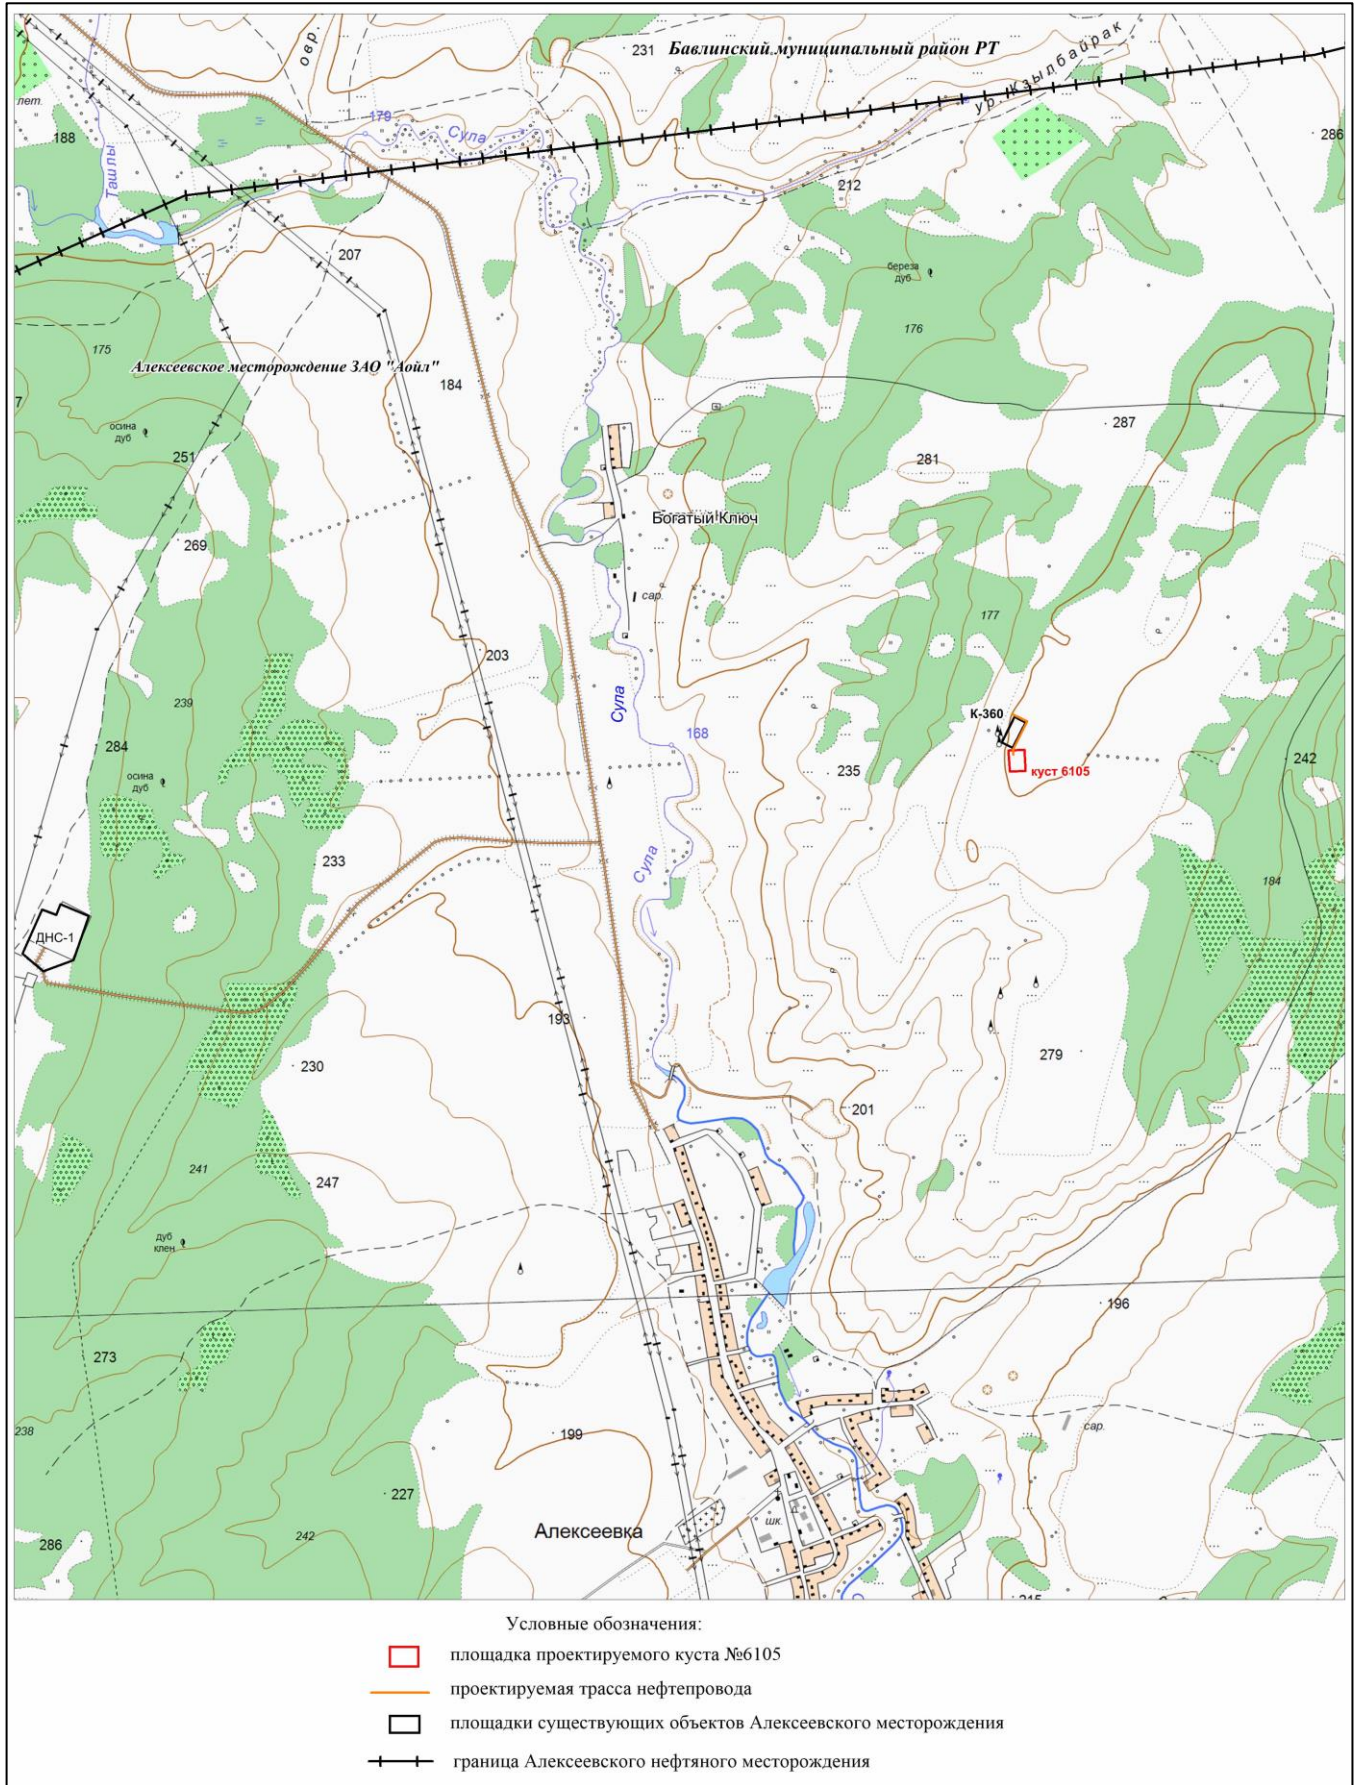 Бавлинский муниципальный район РТ
231
овр.
ур. Кзылбайрак
лет.
188
179
Сула
286
Ташлы
212
207
береза
дуб
176
175
Алексеевское месторождение ЗАО "Аойл"
184
7
осина
дуб
287
251
281
Богатый Ключ
269
сар.
177
203
239
Сула
К-360
168
284
235
242
куст 6105
осина
дуб
233
Сула
184
ДНС-1
193
279
230
201
241
247
дуб
клен
196
273
238
199
сар.
227
Алексеевка
шк.
242
286
215
Условные обозначения:
площадка проектируемого куста №6105
проектируемая трасса нефтепровода
площадки существующих объектов Алексеевского месторождения
граница Алексеевского нефтяного месторождения